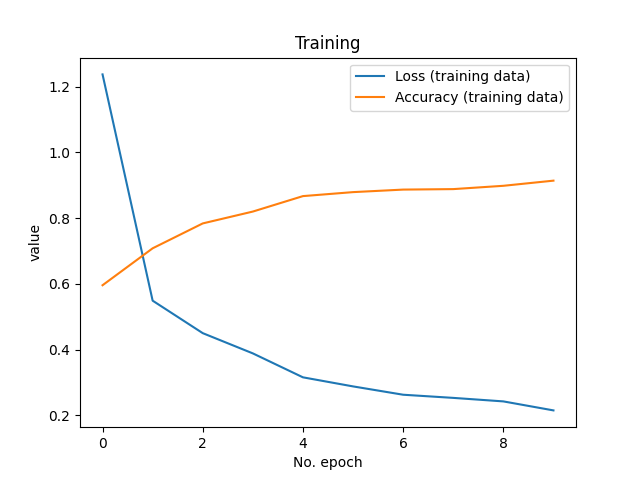 Training
Loss (training data)
Accuracy (training data)
value
1.2
1.0
0.8
0.6
0.4
0.2
0 2 4 6 8
No. epoch